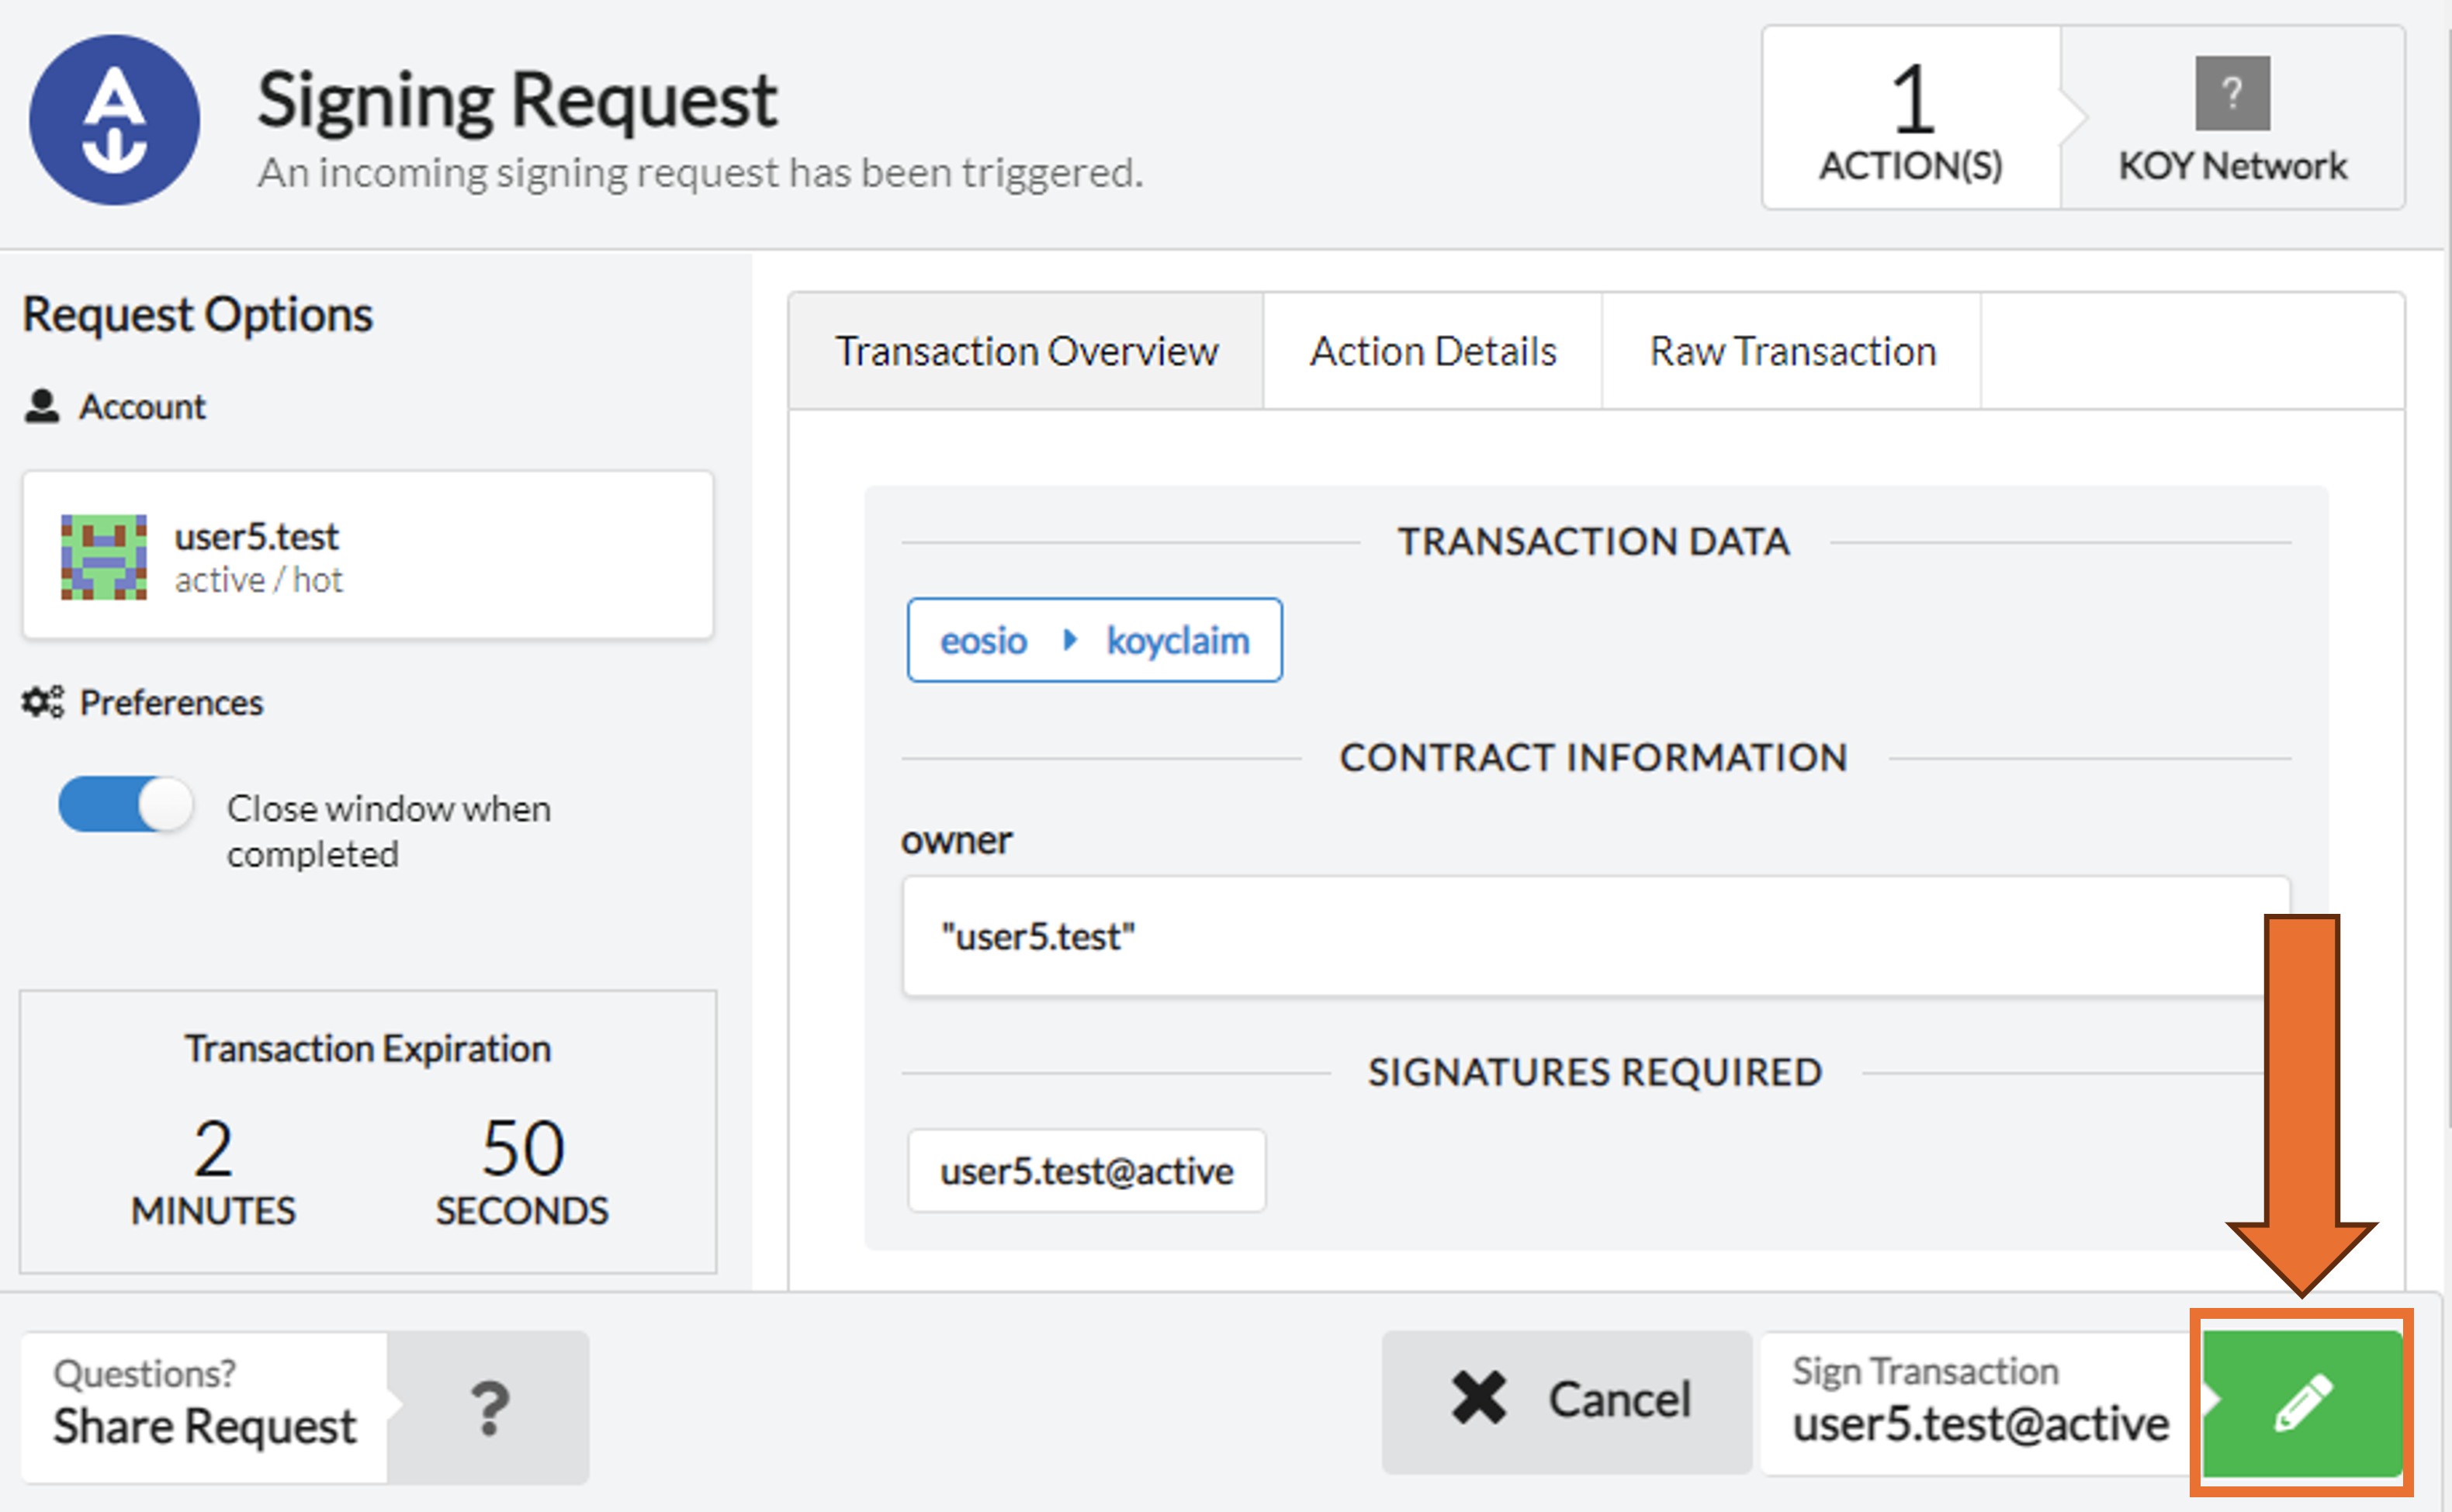 Signing Request
An incoming signing request has been triggered.
1
ACTION(S)
?
KOY Network
Request Options
Account
user5.test
active / hot
Preferences
Close window when
completed
Transaction Expiration
2
MINUTES
50
SECONDS
Transaction Overview
Action Details
Raw Transaction
TRANSACTION DATA
eosio koyclaim
CONTRACT INFORMATION
owner
"user5.test"
SIGNATURES REQUIRED
user5.test@active
Questions?
Share Request
?
Cancel
Sign Transaction
user5.test@active